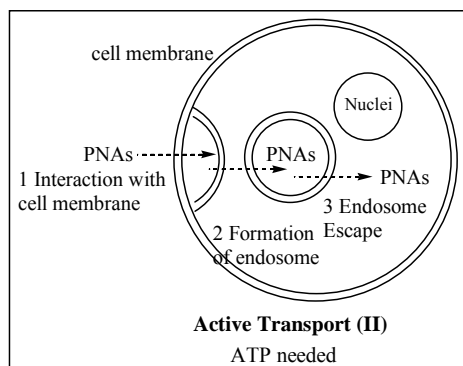 cell membrane
Nuclei
PNAs
PNAs
PNAs
1 Interaction with
cell membrane
2 Formation
of endosome
3 Endosome
Escape
Active Transport (II)
ATP needed